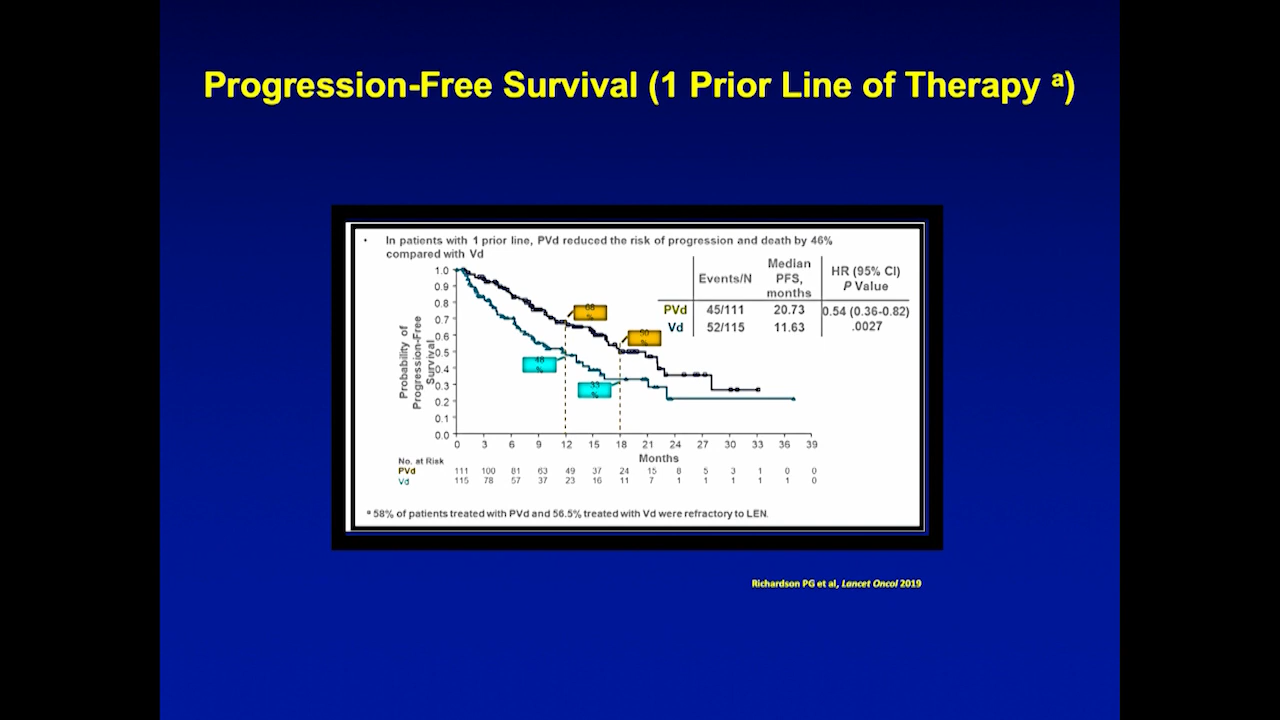 Progression-Free Survival (1 Prior Line of Therapy a)
• In patients with 1 prior line, PVd reduced the risk of progression and death by 46%
compared with Vd
Events/N
Median
PFS,
months
HR (95% CI)
P Value
PVd 45/111 20.73 0.54 (0.36-0.82)
Vd 52/115 11.63 .0027
Probability of
Progression-Free
Survival
1.0
0.9
0.8
0.7
0.6
0.5
0.4
0.3
0.2
0.1
0.0
68
%
50
%
48
%
33
%
0 3 6 9 12 15 18 21 24 27 30 33 36 39
Months
No. at Risk
PVd 111 100 81 63 49 37 24 15 8 5 3 1 0 0
Vd 115 78 57 37 23 16 11 7 1 1 1 1 1 0
a 58% of patients treated with PVd and 56.5% treated with Vd were refractory to LEN.
Richardson PG et al, Lancet Oncol 2019